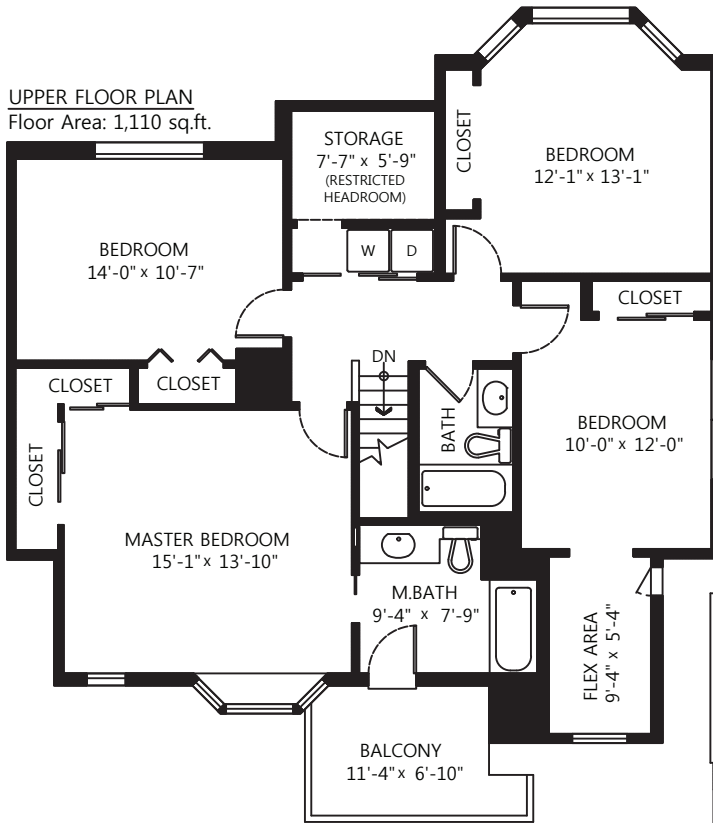 UPPER FLOOR PLAN
Floor Area: 1,110 sq.ft.
STORAGE
7'-7" x 5'-9"
(RESTRICTED
HEADROOM)
CLOSET
BEDROOM
12'-1" x 13'-1"
BEDROOM
14'-0" x 10'-7"
W
D
CLOSET
DN
CLOSET
CLOSET
BATH
BEDROOM
10'-0" x 12'-0"
CLOSET
MASTER BEDROOM
15'-1" x 13'-10"
M.BATH
9'-4" x 7'-9"
FLEX AREA
9'-4" x 5'-4"
BALCONY
11'-4" x 6'-10"